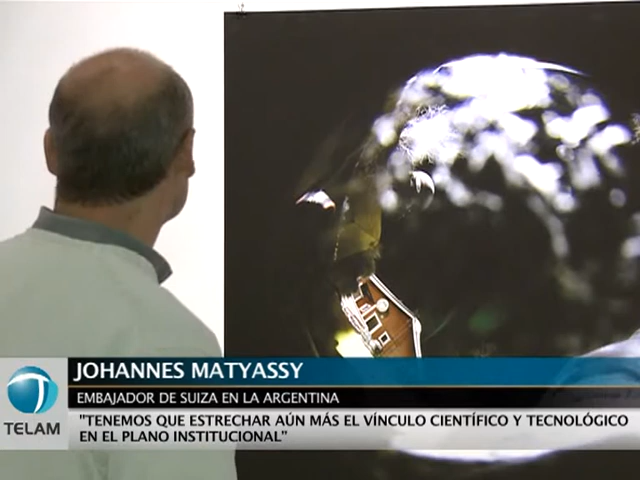 JOHANNES MATYASSY
EMBAJADOR DE SUIZA EN LA ARGENTINA
"TENEMOS QUE ESTRECHAR AÚN MÁS EL VÍNCULO CIENTÍFICO Y TECNOLÓGICO
EN EL PLANO INSTITUCIONAL"
TELAM